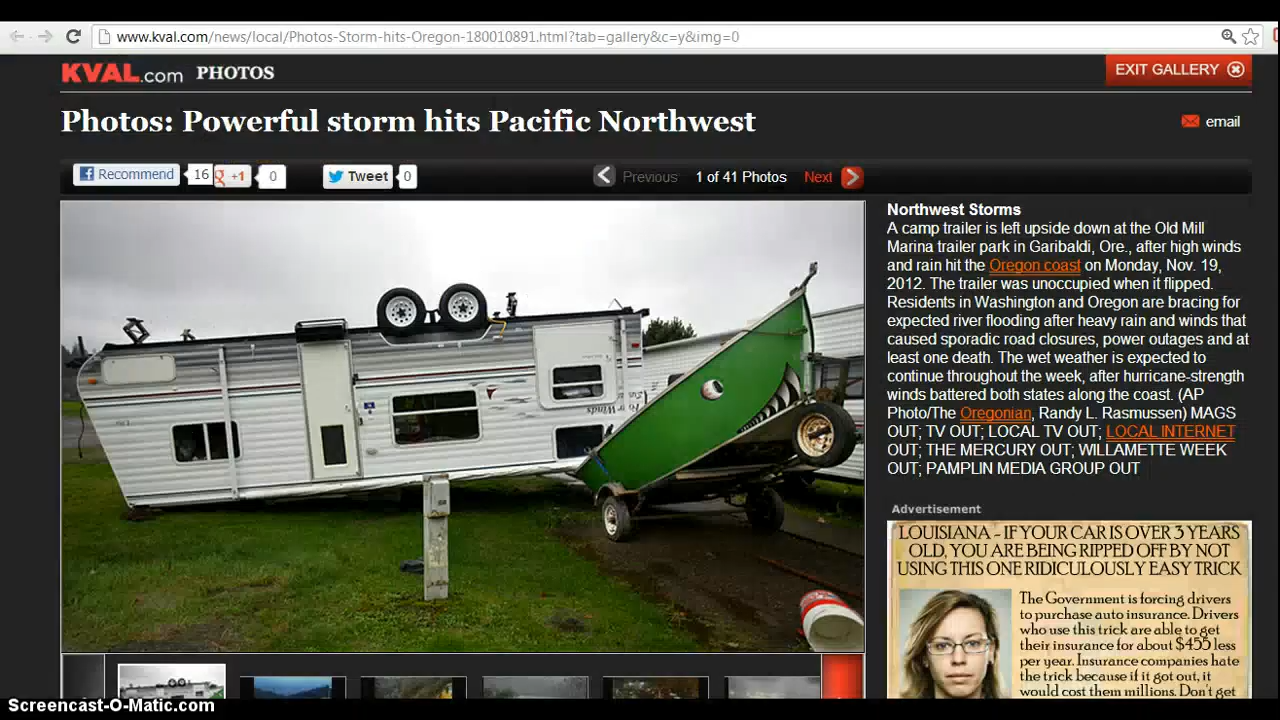 www.kval.com/news/local/Photos-Storm-hits-Oregon-180010891.html?tab=gallery&c=y&img=0
KVAL.com PHOTOS
EXIT GALLERY
Photos: Powerful storm hits Pacific Northwest
email
Recommend 16 +1 0 Tweet 0
Previous 1 of 41 Photos Next
Northwest Storms
A camp trailer is left upside down at the Old Mill
Marina trailer park in Garibaldi, Ore., after high winds
and rain hit the Oregon coast on Monday, Nov. 19,
2012. The trailer was unoccupied when it flipped.
Residents in Washington and Oregon are bracing for
expected river flooding after heavy rain and winds that
caused sporadic road closures, power outages and at
least one death. The wet weather is expected to
continue throughout the week, after hurricane-strength
winds battered both states along the coast. (AP
Photo/The Oregonian, Randy L. Rasmussen) MAGS
OUT; TV OUT; LOCAL TV OUT; LOCAL INTERNET
OUT; THE MERCURY OUT; WILLAMETTE WEEK
OUT; PAMPLIN MEDIA GROUP OUT
Advertisement
LOUISIANA - IF YOUR CAR IS OVER 3 YEARS
OLD, YOU ARE BEING RIPPED OFF BY NOT
USING THIS ONE RIDICULOUSLY EASY TRICK
The Government is forcing drivers
to purchase auto insurance. Drivers
who use this trick are able to get
their insurance for about $455 less
per year. Insurance companies hate
the trick because if it got out, it
would cost them millions. Don't get
Screencast-O-Matic.com